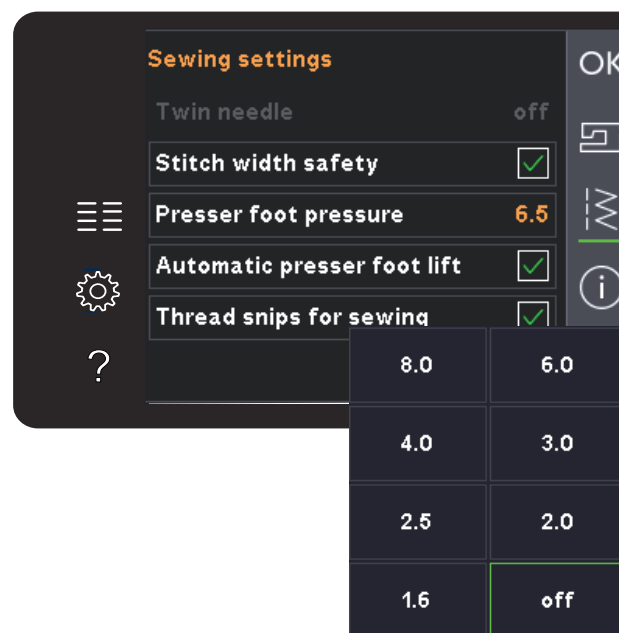 Sewing settings
OK
Twin needle off
Stitch width safety
Presser foot pressure 6.5
Automatic presser foot lift
Thread snips for sewing
?
8.0 6.0
4.0 3.0
2.5 2.0
1.6 off